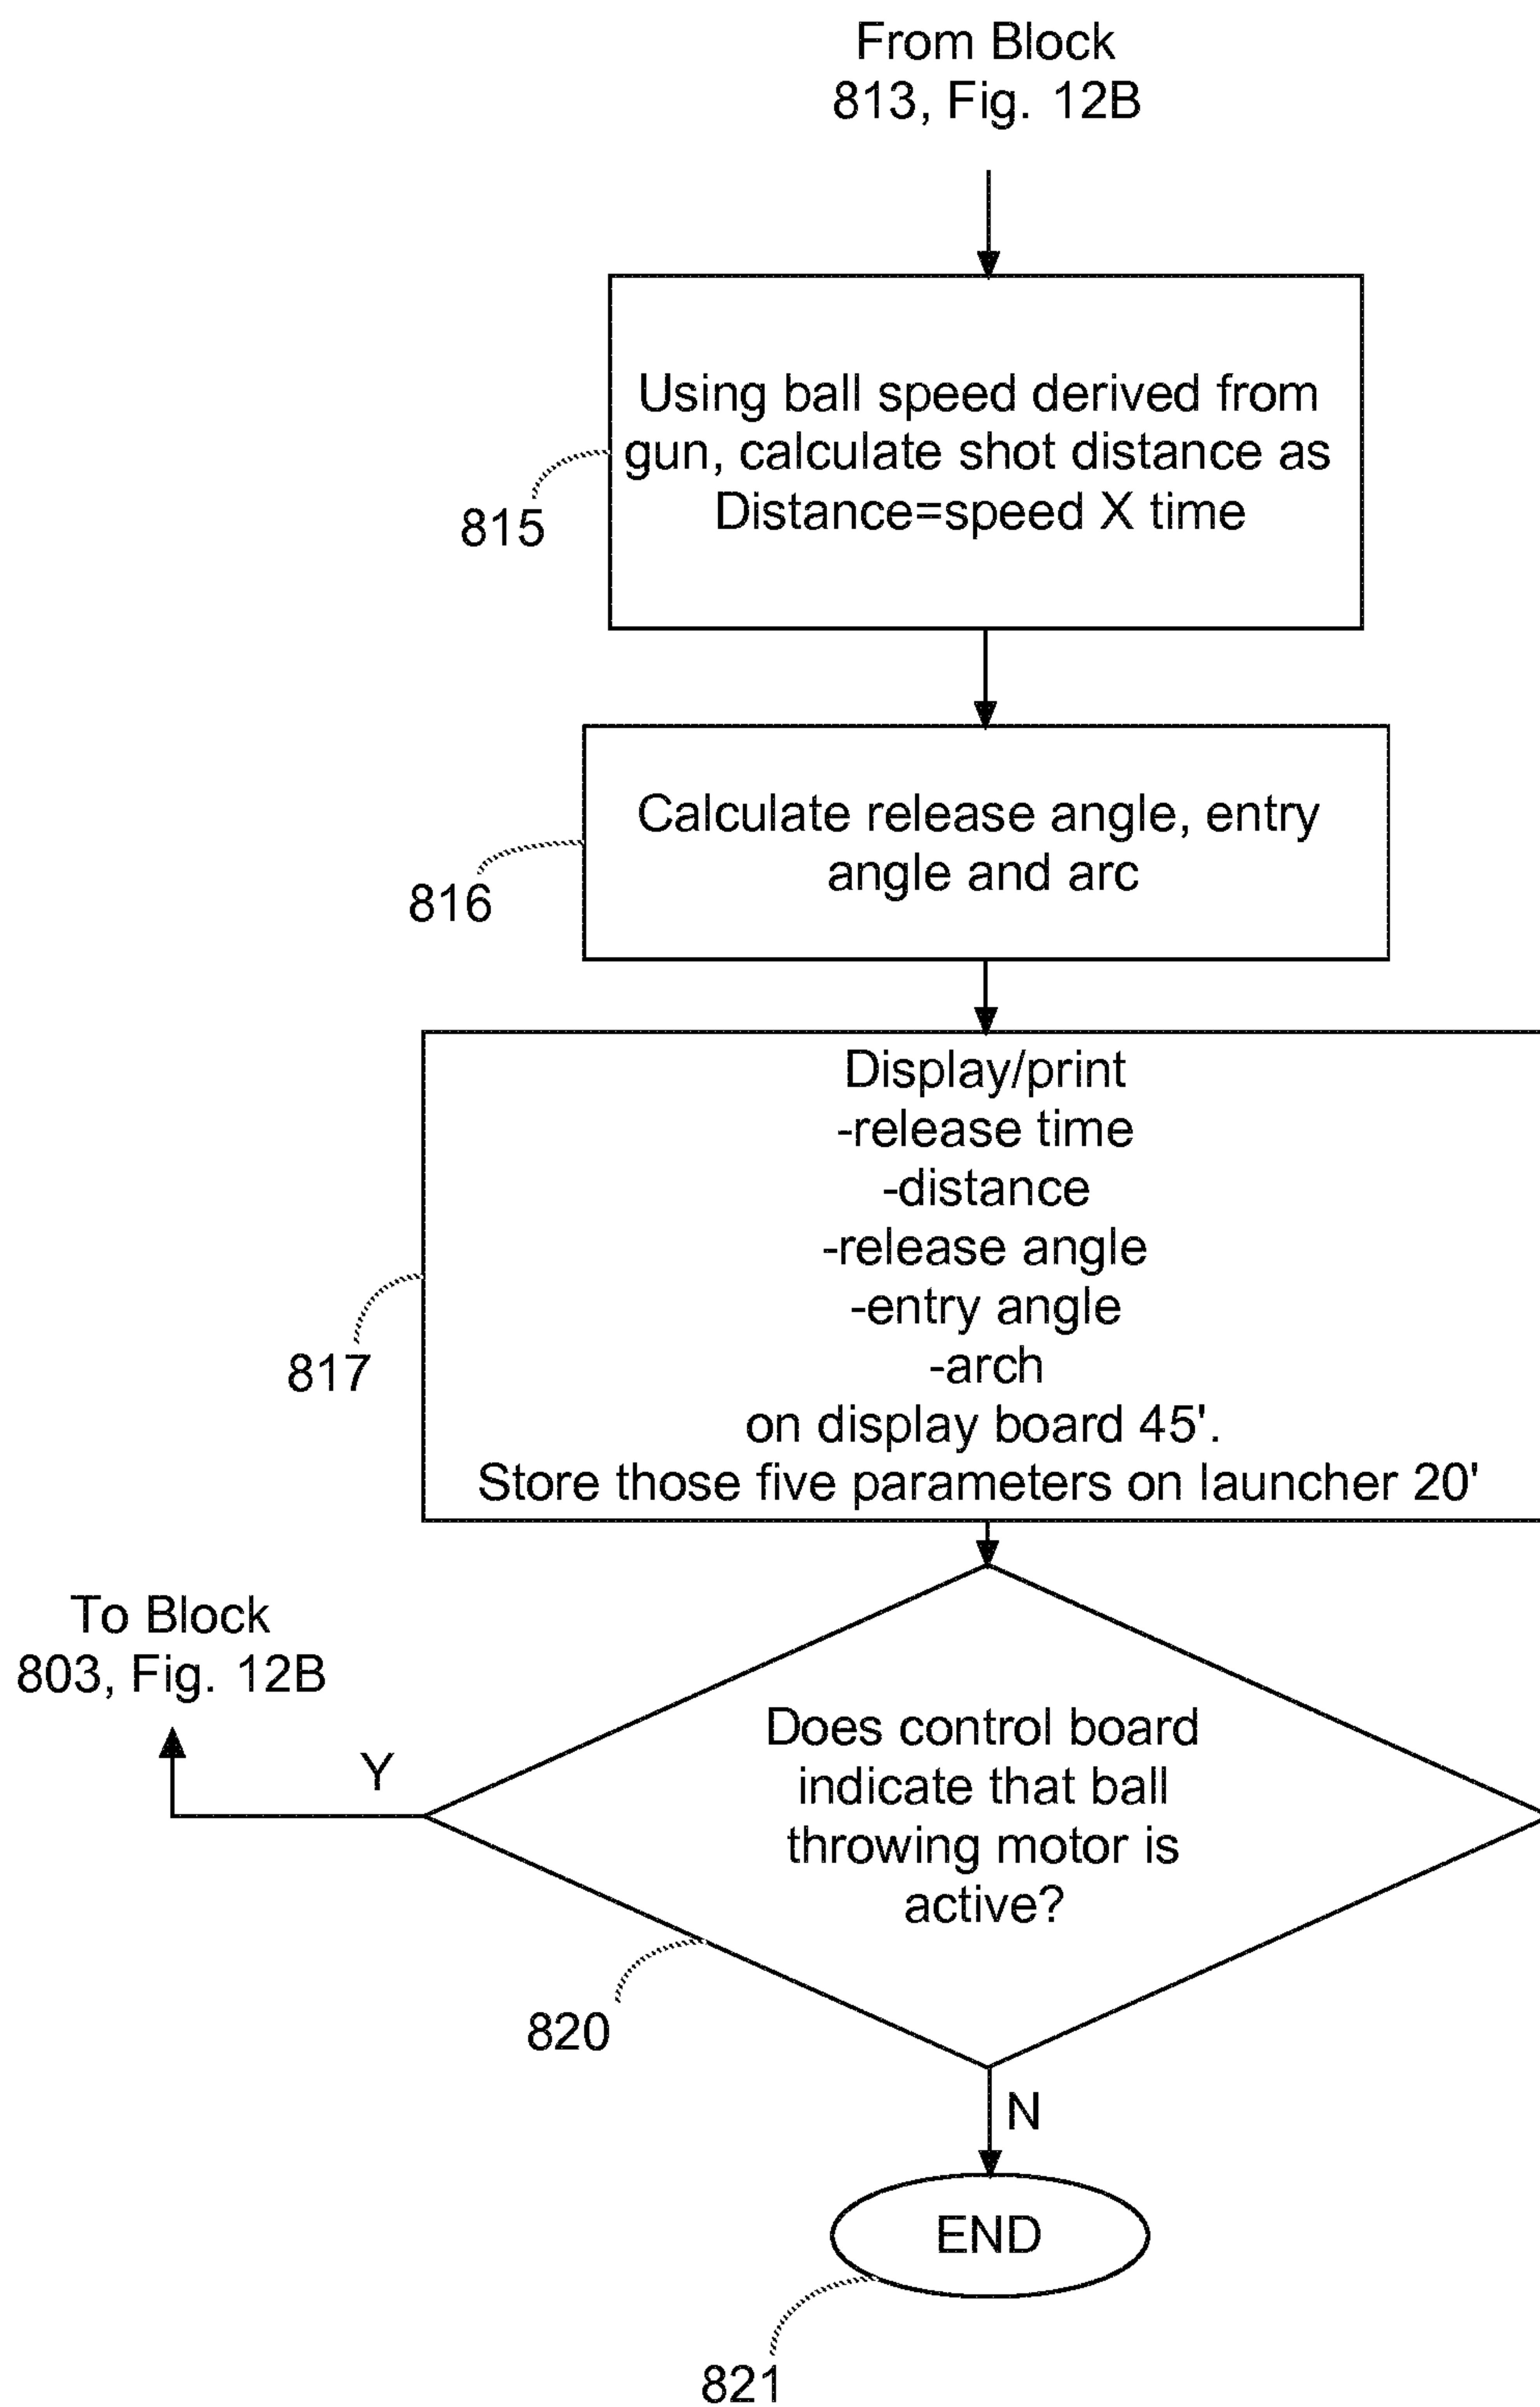 From Block
813, Fig. 12B
Using ball speed derived from
gun, calculate shot distance as
Distance=speed X time
815
Calculate release angle, entry
angle and arc
816
Display/print
-release time
-distance
-release angle
-entry angle
-arch
on display board 45'.
Store those five parameters on launcher 20'
817
To Block
803, Fig. 12B
Y
Does control board
indicate that ball
throwing motor is
active?
820
N
END
821